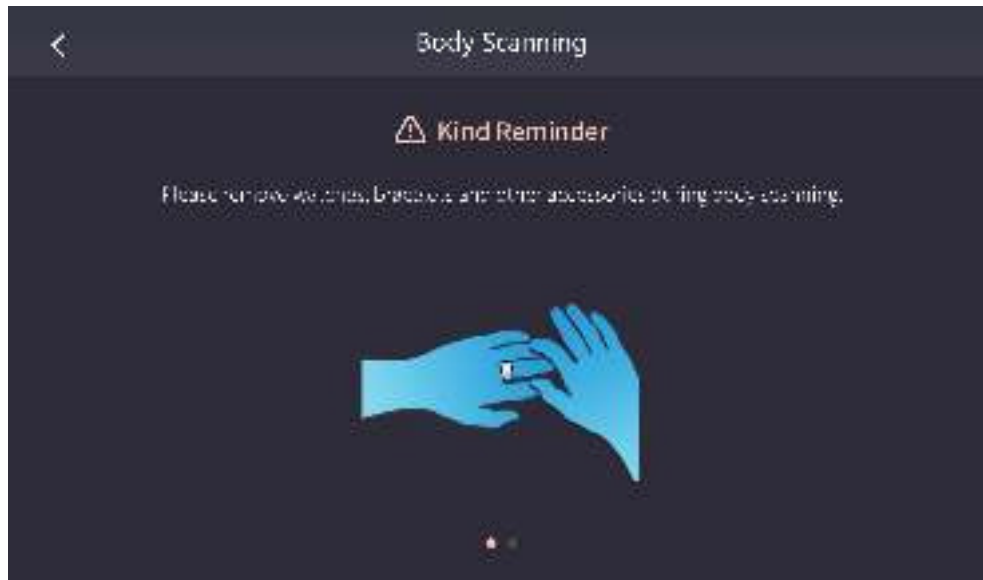 Body Scanning
Kind Reminder
Please remove watches, bracelets and other accessories during body scanning.